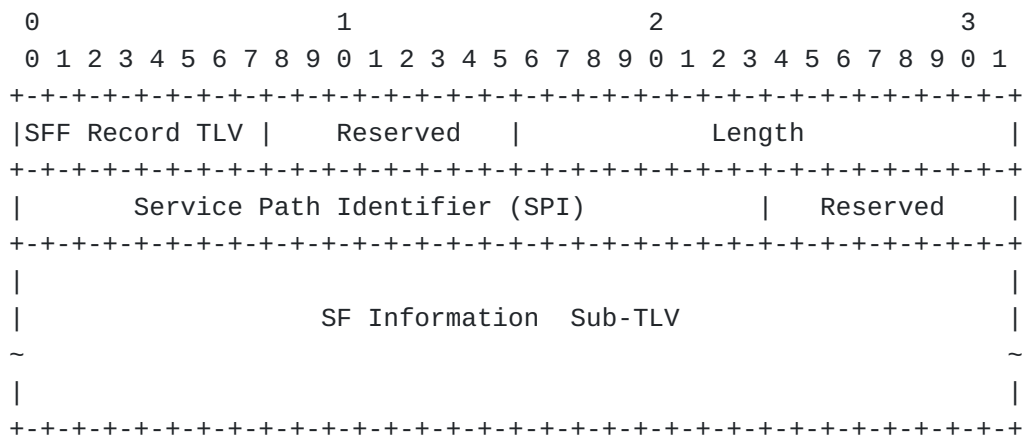 0                   1                   2                   3
 0 1 2 3 4 5 6 7 8 9 0 1 2 3 4 5 6 7 8 9 0 1 2 3 4 5 6 7 8 9 0 1
+-+-+-+-+-+-+-+-+-+-+-+-+-+-+-+-+-+-+-+-+-+-+-+-+-+-+-+-+-+-+-+-+
|SFF Record TLV |    Reserved   |            Length             |
+-+-+-+-+-+-+-+-+-+-+-+-+-+-+-+-+-+-+-+-+-+-+-+-+-+-+-+-+-+-+-+-+
|       Service Path Identifier (SPI)           |   Reserved    |
+-+-+-+-+-+-+-+-+-+-+-+-+-+-+-+-+-+-+-+-+-+-+-+-+-+-+-+-+-+-+-+-+
|                                                               |
|                   SF Information  Sub-TLV                     |
~                                                               ~
|                                                               |
+-+-+-+-+-+-+-+-+-+-+-+-+-+-+-+-+-+-+-+-+-+-+-+-+-+-+-+-+-+-+-+-+